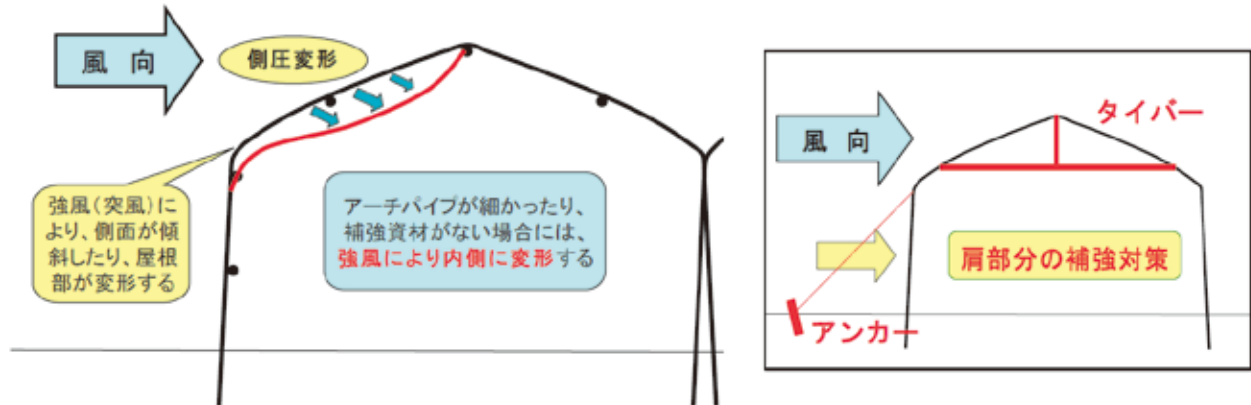 風 向
側圧変形
強風(突風)に
より、側面が傾
斜したり、屋根
部が変形する
アーチパイプが細かったり、
補強資材がない場合には、
強風により内側に変形する
風 向
タイバー
肩部分の補強対策
アンカー